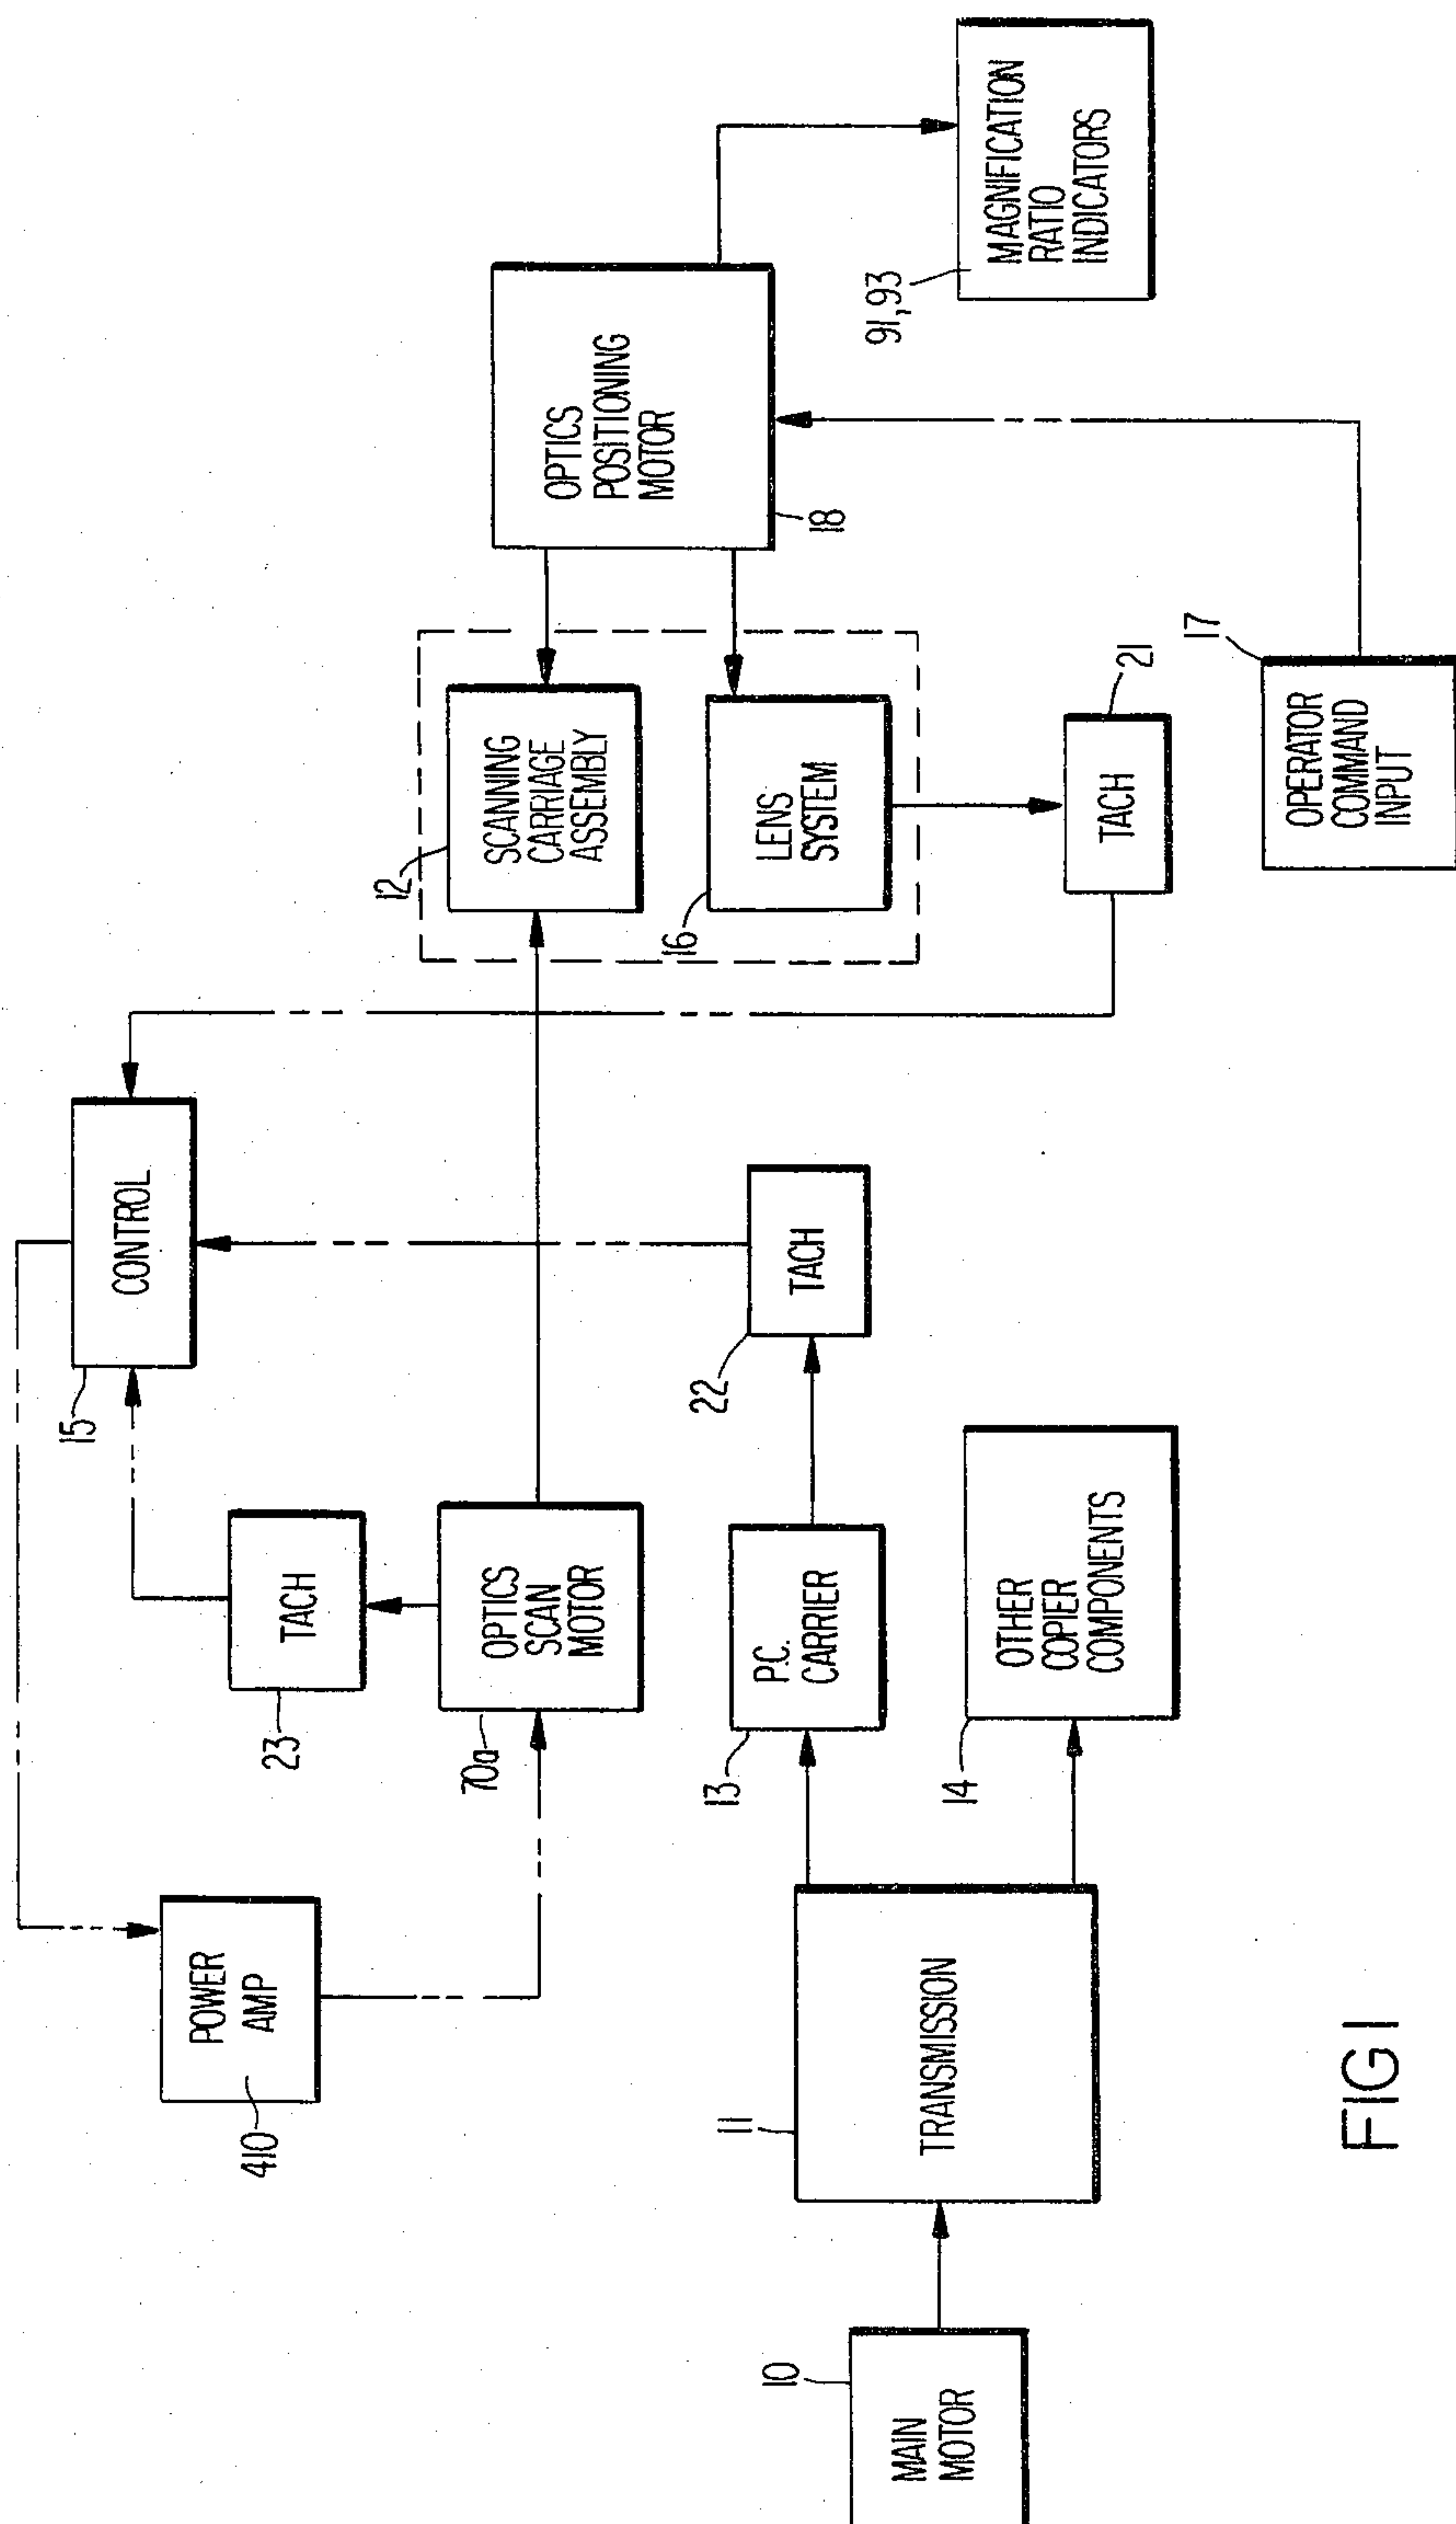 POWER
AMP
410
CONTROL
15
TACH
23
OPTICS
SCAN
MOTOR
70a
SCANNING
CARRIAGE
ASSEMBLY
12
LENS
SYSTEM
16
OPTICS
POSITIONING
MOTOR
18
MAGNIFICATION
RATIO
INDICATORS
91,93
MAIN
MOTOR
10
TRANSMISSION
11
P.C.
CARRIER
13
TACH
22
OTHER
COPIER
COMPONENTS
14
TACH
21
OPERATOR
COMMAND
INPUT
17
FIG 1